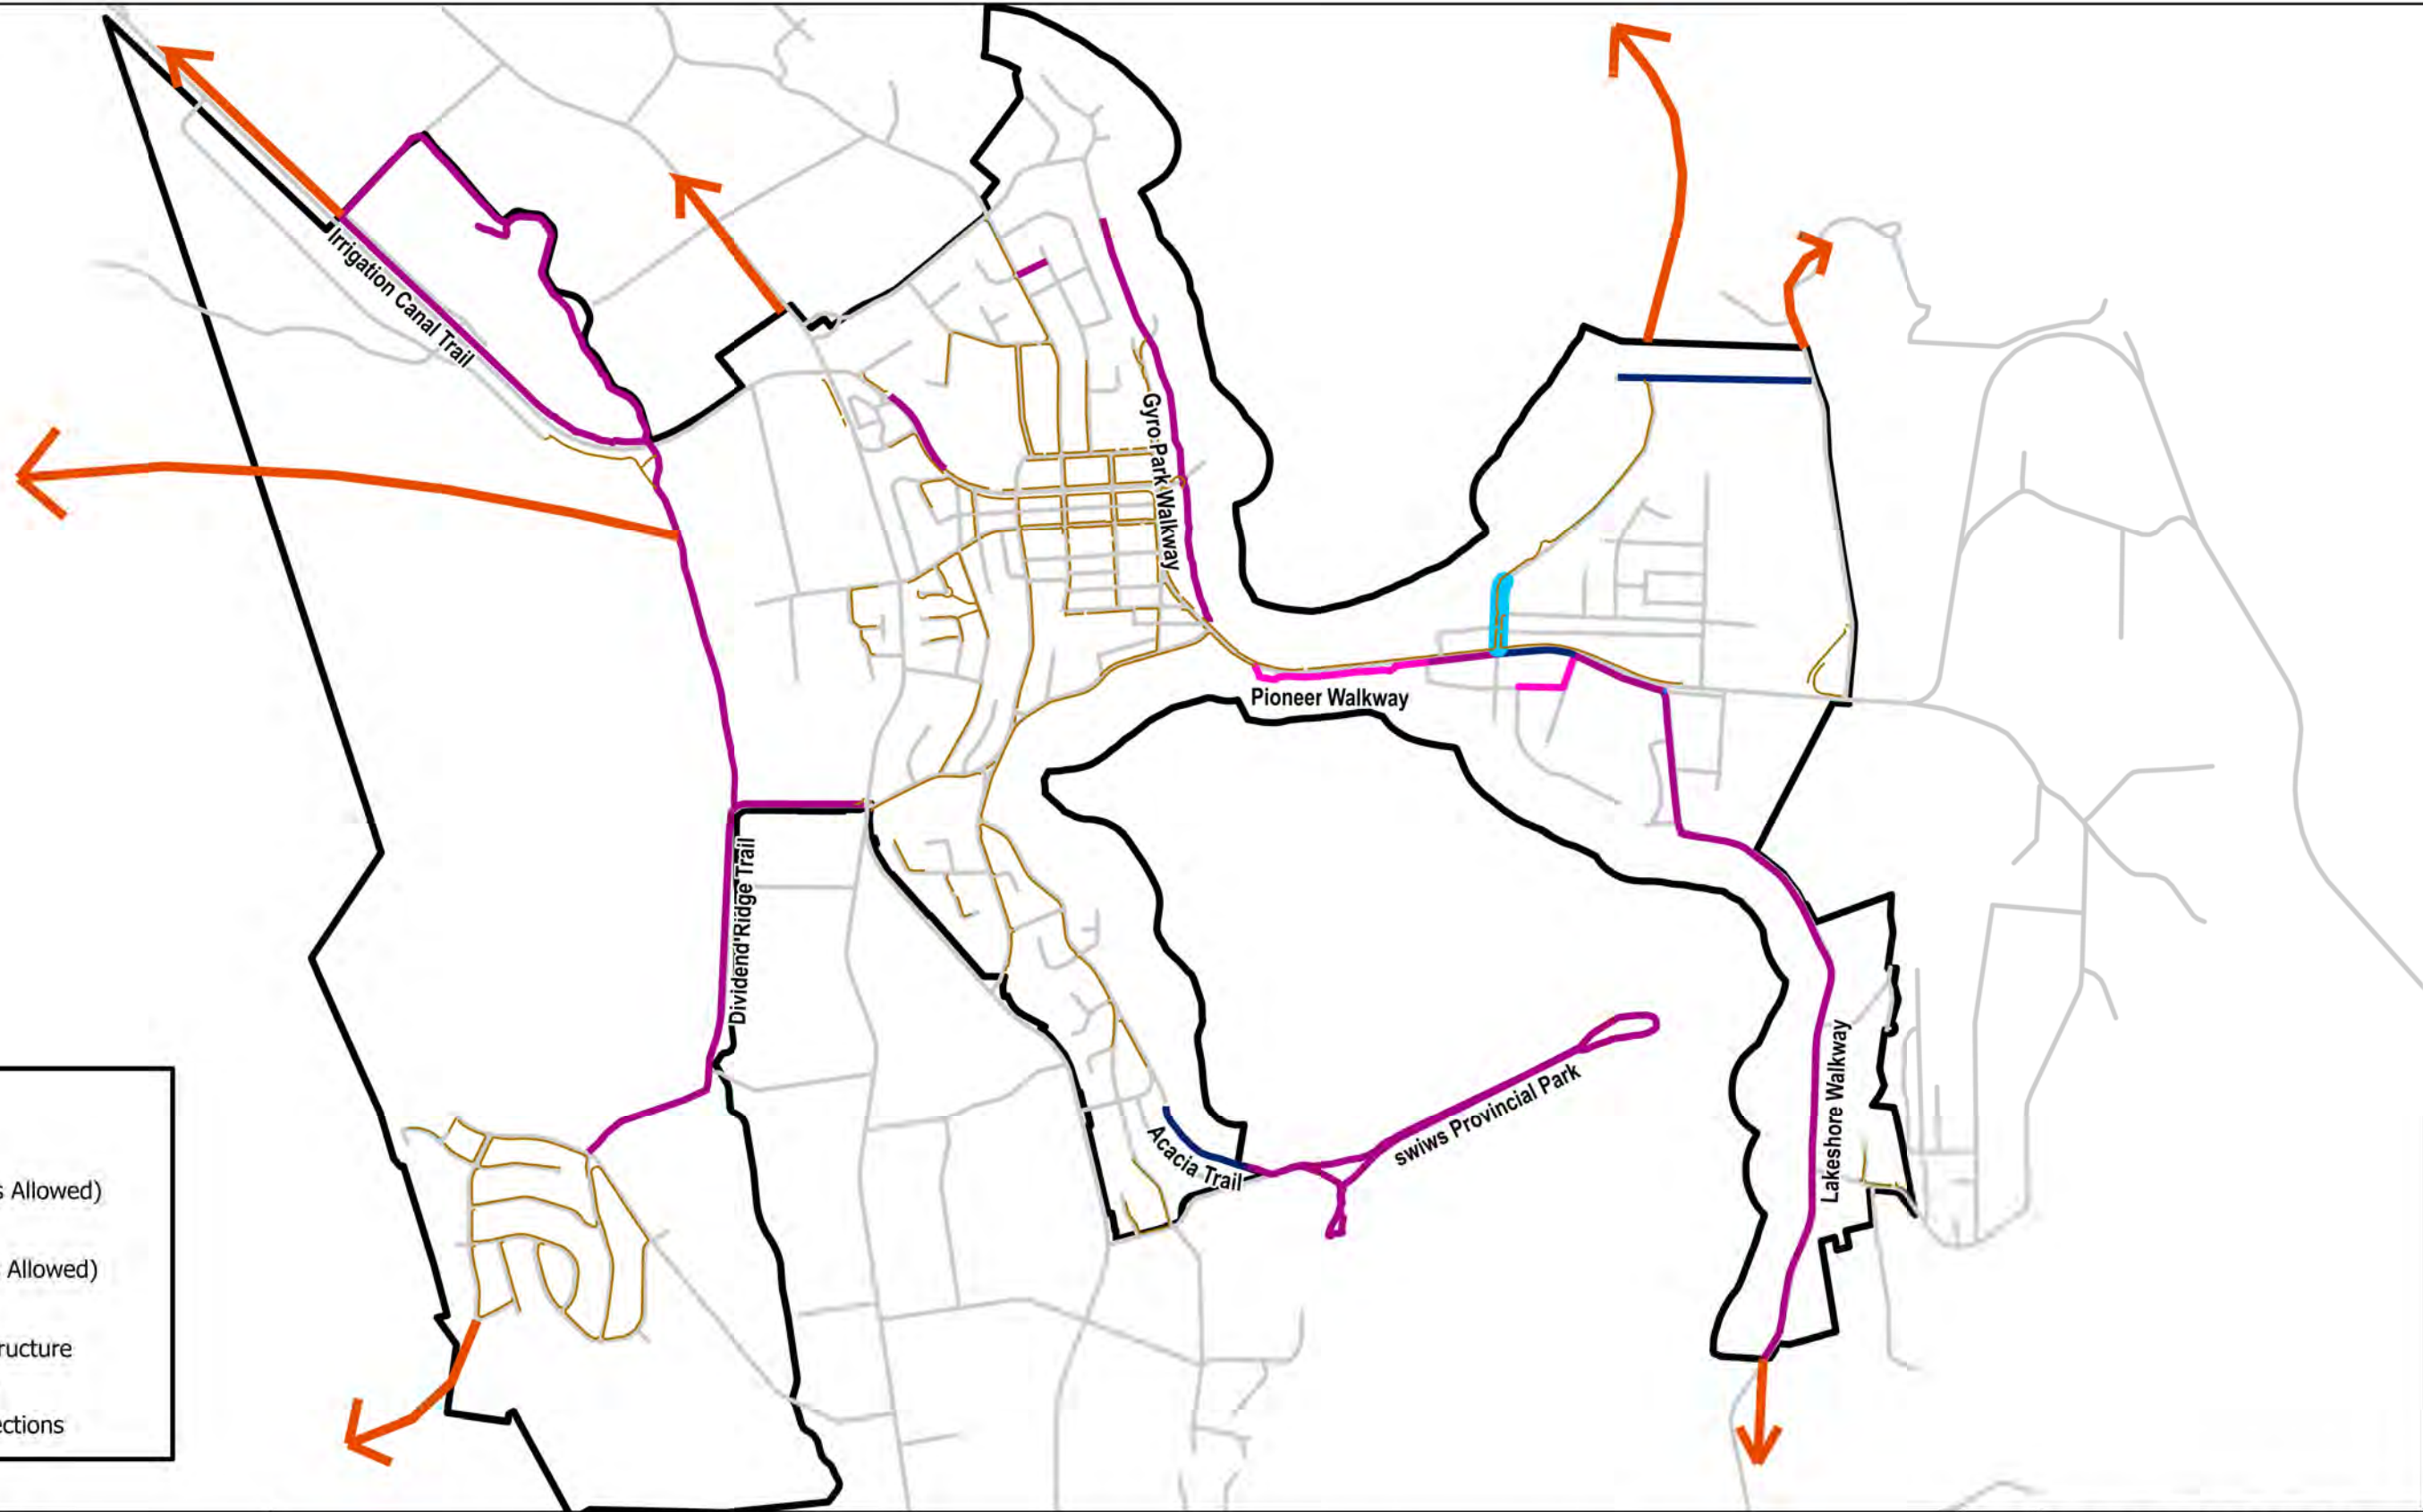 Irrigation Canal Trail
Gyro Park Walkway
Pioneer Walkway
Dividend Ridge Trail
swiws Provincial Park
Acacia Trail
Lakeshore Walkway
s Allowed)
Allowed)
ructure
ections